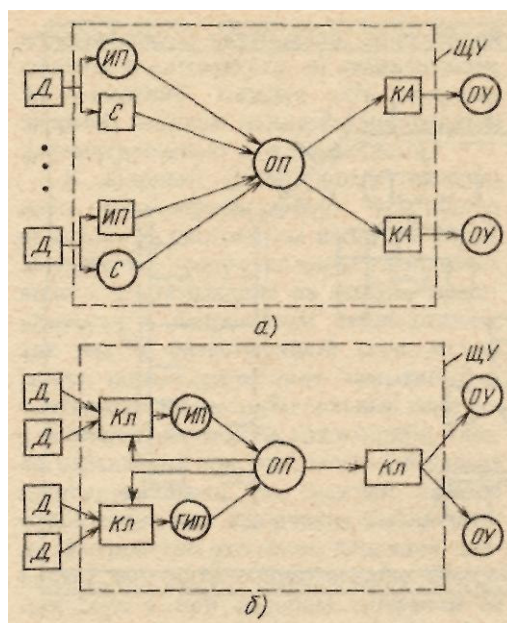 ЩУ
ИП
Д
С
КА
ОУ
ОП
ИП
Д
С
КА
ОУ
а)
ЩУ
Д
Кл
ГИП
ОУ
Д
ОП
Кл
Д
Кл
ГИП
ОУ
Д
б)